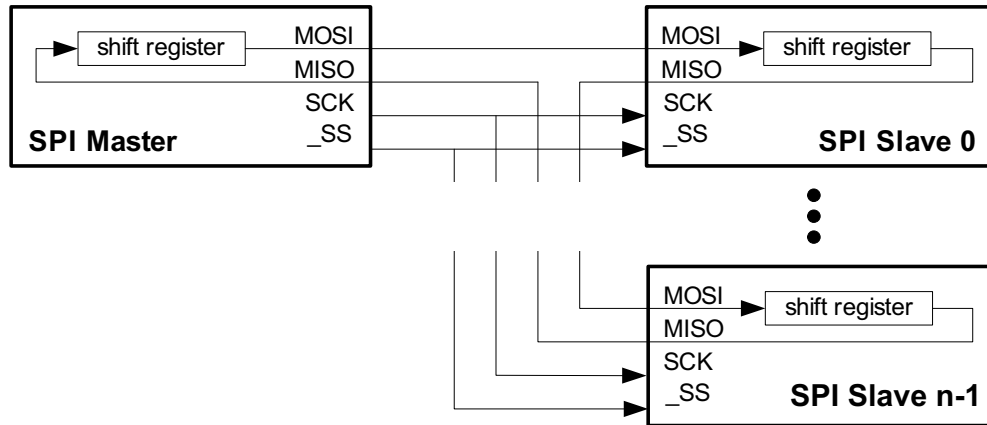 shift register
MOSI
MISO
SCK
_SS
SPI Master
MOSI
shift register
MISO
SCK
_SS
SPI Slave 0
MOSI
shift register
MISO
SCK
_SS
SPI Slave n-1